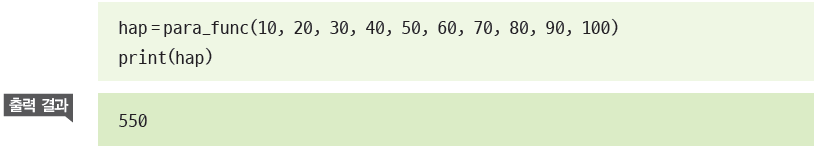 hap=para_func(10, 20, 30, 40, 50, 60, 70, 80, 90, 100)
print(hap)
출력 결과
550